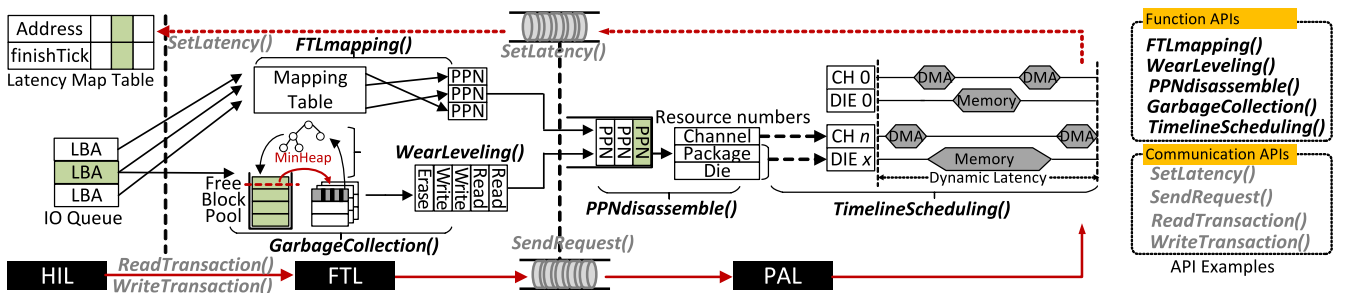 Address
finishTick
Latency Map Table
SetLatency()
FTLmapping()
SetLatency()
Mapping
Table
PPN
PPN
PPN
LBA
LBA
LBA
IO Queue
MinHeap
Free
Block
Pool
WearLeveling()
Erase
Write
Write
Read
Read
GarbageCollection()
PPN
PPN
PPN
Resource numbers
Channel
Package
Die
PPNdisassemble()
CH 0
DIE 0
CH n
DIE x
DMA
DMA
Memory
DMA
DMA
Memory
Dynamic Latency
TimelineScheduling()
HIL
ReadTransaction()
WriteTransaction()
FTL
SendRequest()
PAL
Function APIs
FTLmapping()
WearLeveling()
PPNdisassemble()
GarbageCollection()
TimelineScheduling()
Communication APIs
SetLatency()
SendRequest()
ReadTransaction()
WriteTransaction()
API Examples